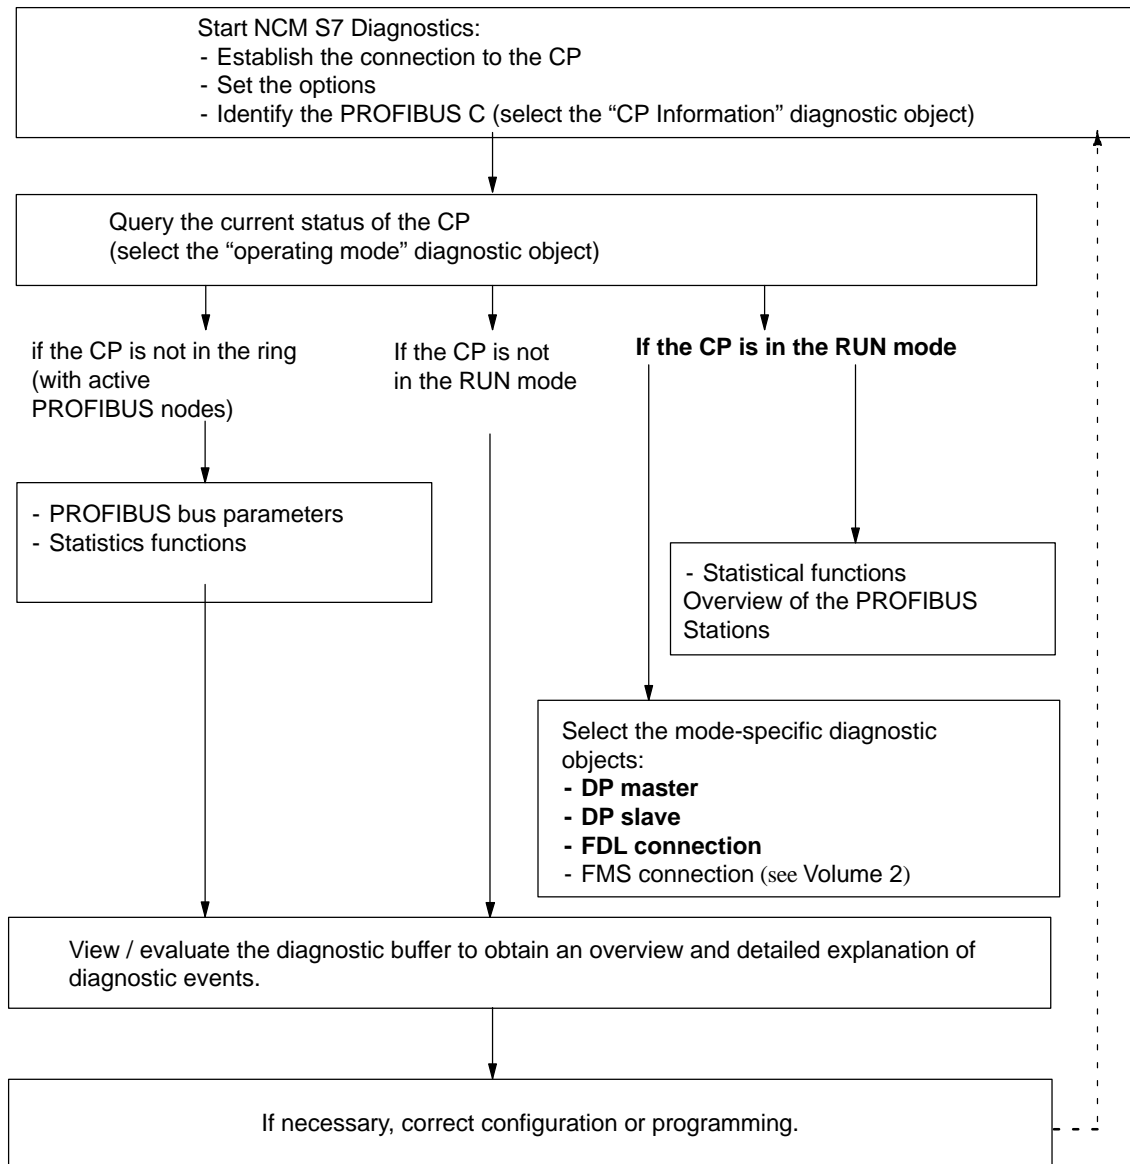 Start NCM S7 Diagnostics:
- Establish the connection to the CP
- Set the options
- Identify the PROFIBUS C (select the “CP Information” diagnostic object)
Query the current status of the CP
(select the “operating mode” diagnostic object)
if the CP is not in the ring
(with active
PROFIBUS nodes)
If the CP is not
in the RUN mode
If the CP is in the RUN mode
- PROFIBUS bus parameters
- Statistics functions
- Statistical functions
Overview of the PROFIBUS
Stations
Select the mode-specific diagnostic
objects:
- DP master
- DP slave
- FDL connection
- FMS connection (see Volume 2)
View / evaluate the diagnostic buffer to obtain an overview and detailed explanation of
diagnostic events.
If necessary, correct configuration or programming.